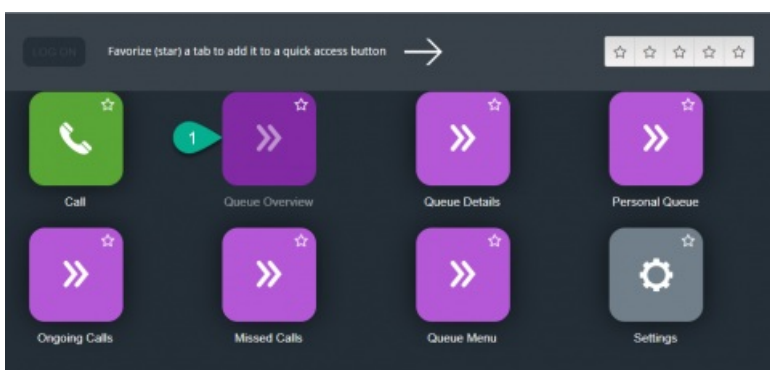 LOG ON
Favorize (star) a tab to add it to a quick access button
1
Call
Queue Overview
Queue Details
Personal Queue
Ongoing Calls
Missed Calls
Queue Menu
Settings